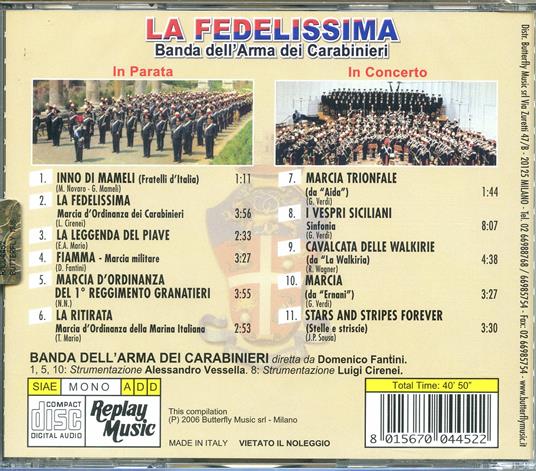 LA FEDELISSIMA
Banda dell'Arma dei Carabinieri
In Parata
In Concerto
1. INNO DI MAMELI (Fratelli d'Italia) 1:11
(M. Novaro - G. Mameli)
2. LA FEDELISSIMA
Marcia d'Ordinanza dei Carabinieri 3:56
(L. Cirenei)
3. LA LEGGENDA DEL PIAVE 2:33
(E.A. Mario)
4. FIAMMA - Marcia militare 3:27
(D. Fantini)
5. MARCIA D'ORDINANZA
DEL 1° REGGIMENTO GRANATIERI 3:55
(N.N.)
6. LA RITIRATA
Marcia d'Ordinanza della Marina Italiana 2:53
(T. Mario)
7. MARCIA TRIONFALE
(da "Aida") 1:44
(G. Verdi)
8. I VESPRI SICILIANI
Sinfonia 8:07
(G. Verdi)
9. CAVALCATA DELLE WALKIRIE
(da "La Walkiria) 4:38
(R. Wagner)
10. MARCIA
(da "Ernani") 3:27
(G. Verdi)
11. STARS AND STRIPES FOREVER
(Stelle e striscie) 3:30
(J.P. Sousa)
BANDA DELL'ARMA DEI CARABINIERI diretta da Domenico Fantini.
1, 5, 10: Strumentazione Alessandro Vessella. 8: Strumentazione Luigi Cirenei.
SIAE MONO ADD
COMPACT
disc
DIGITAL AUDIO
Replay
Music
This compilation
(P) 2006 Butterfly Music srl - Milano
MADE IN ITALY VIETATO IL NOLEGGIO
Total Time: 40' 50"
8 015670 044522
Distr. Butterfly Music srl Via Zuretti 47/B - 20125 MILANO - Tel. 02 66988768 / 66985754 - Fax: 02 66985754 - www.butterflymusic.it